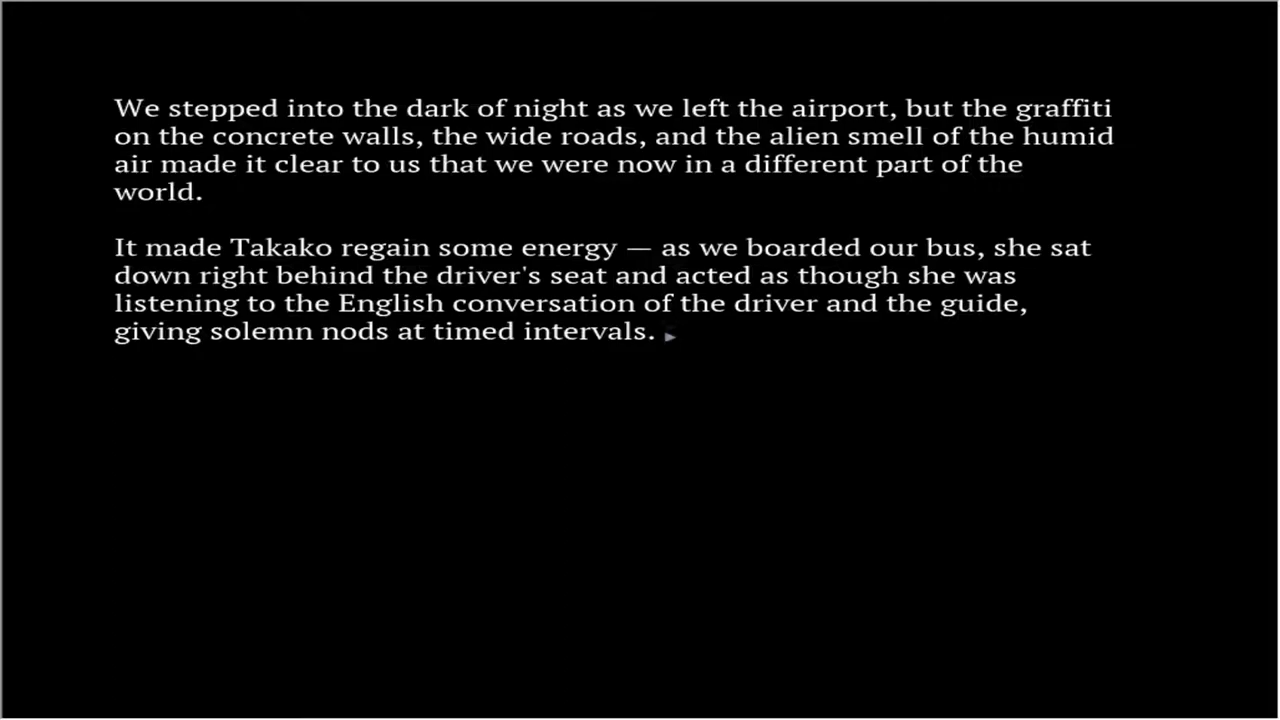 We stepped into the dark of night as we left the airport, but the graffiti
on the concrete walls, the wide roads, and the alien smell of the humid
air made it clear to us that we were now in a different part of the
world.
It made Takako regain some energy — as we boarded our bus, she sat
down right behind the driver's seat and acted as though she was
listening to the English conversation of the driver and the guide,
giving solemn nods at timed intervals.